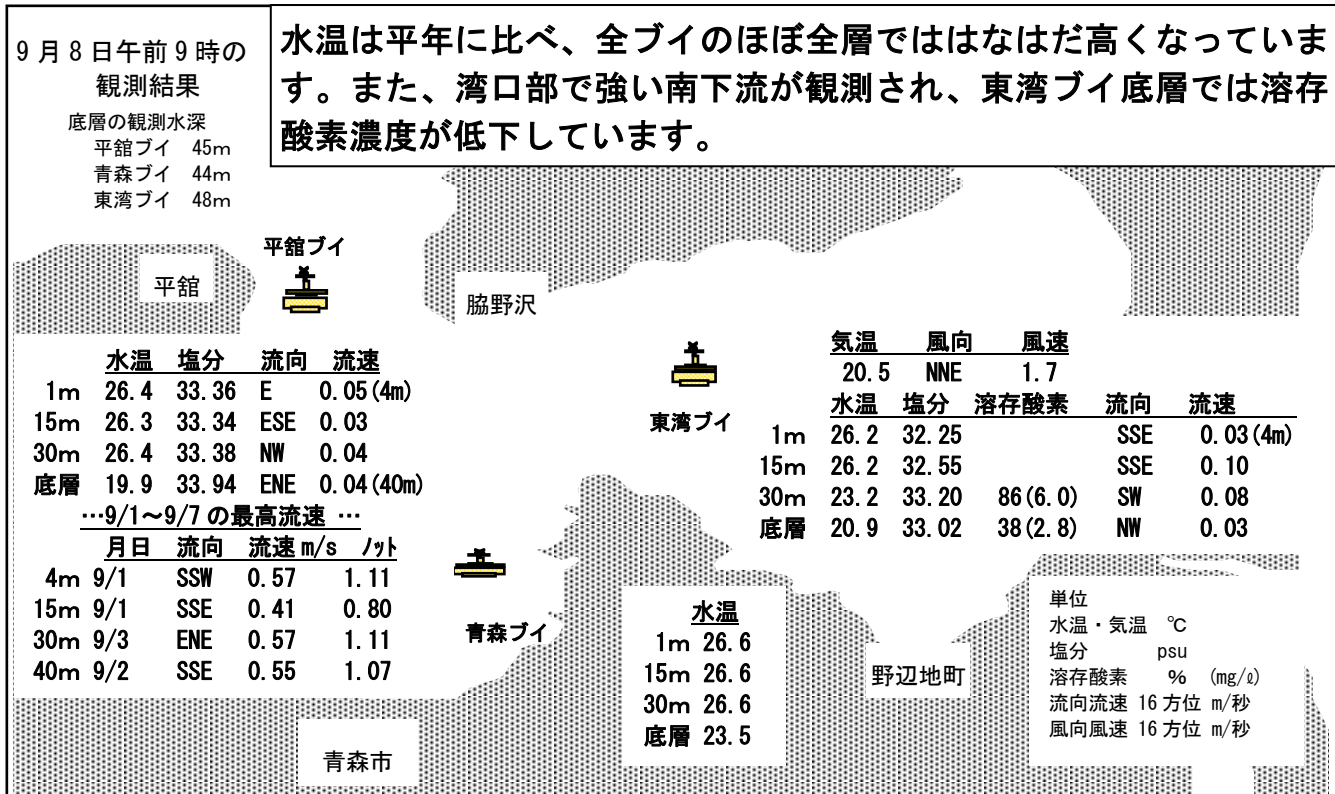 9月8日午前9時の
観測結果
底層の観測水深
平舘ブイ 45m
青森ブイ 44m
東湾ブイ 48m
水温は平年に比べ、全ブイのほぼ全層でははなはだ高くなっていま
す。また、湾口部で強い南下流が観測され、東湾ブイ底層では溶存
酸素濃度が低下しています。
平舘ブイ
平舘
脇野沢
水温 塩分 流向 流速
1m 26.4 33.36 E 0.05(4m)
15m 26.3 33.34 ESE 0.03
30m 26.4 33.38 NW 0.04
底層 19.9 33.94 ENE 0.04(40m)
…9/1～9/7の最高流速 …
月日 流向 流速m/s ﾉｯﾄ
4m 9/1 SSW 0.57 1.11
15m 9/1 SSE 0.41 0.80
30m 9/3 ENE 0.57 1.11
40m 9/2 SSE 0.55 1.07
東湾ブイ
気温 風向 風速
20.5 NNE 1.7
水温 塩分 溶存酸素 流向 流速
1m 26.2 32.25 SSE 0.03(4m)
15m 26.2 32.55 SSE 0.10
30m 23.2 33.20 86(6.0) SW 0.08
底層 20.9 33.02 38(2.8) NW 0.03
青森ブイ
水温
1m 26.6
15m 26.6
30m 26.6
底層 23.5
野辺地町
青森市
単位
水温・気温 ℃
塩分 psu
溶存酸素 % (mg/ℓ)
流向流速 16方位 m/秒
風向風速 16方位 m/秒